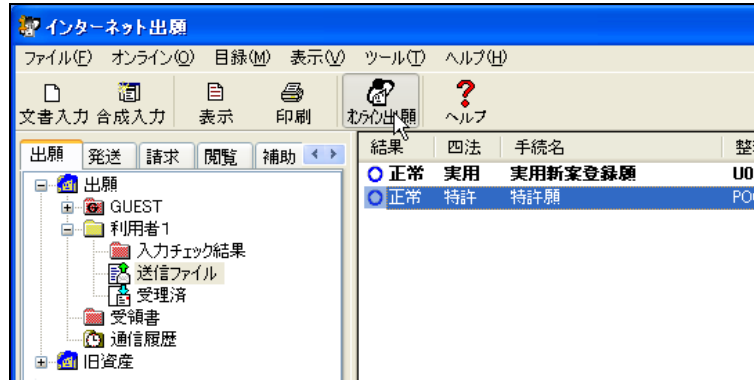 インターネット出願
ファイル(F) オンライン(O) 目録(M) 表示(V) ツール(T) ヘルプ(H)
文書入力 合成入力 表示 印刷 オンライン出願 ヘルプ
出願 発送 請求 閲覧 補助
結果 四法 手続名
正常 実用 実用新案登録願 U0
正常 特許 特許願
出願
GUEST
利用者1
入力チェック結果
送信ファイル
受理済
受領書
通信履歴
旧資産